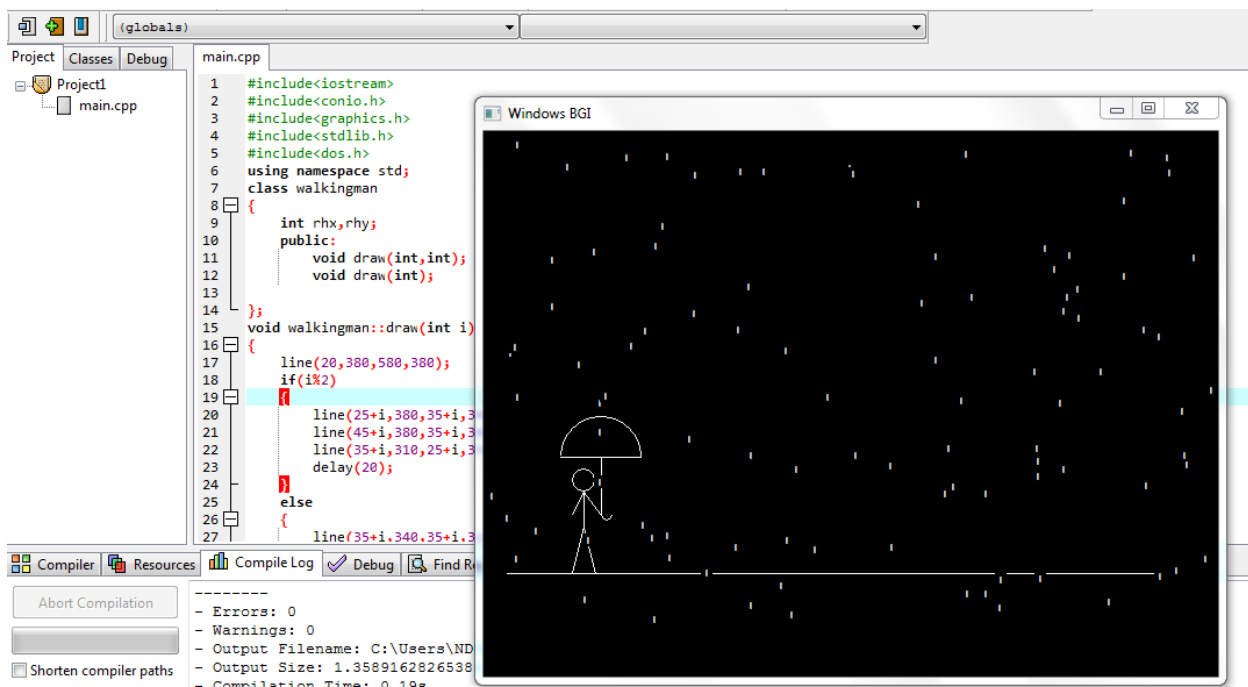 (globals)
Project Classes Debug
main.cpp
Project1
main.cpp
1 #include<iostream>
2 #include<conio.h>
3 #include<graphics.h>
4 #include<stdlib.h>
5 #include<dos.h>
6 using namespace std;
7 class walkingman
8 {
9 int rhx,rhy;
10 public:
11 void draw(int,int);
12 void draw(int);
13
14 };
15 void walkingman::draw(int i)
16 {
17 line(20,380,580,380);
18 if(i%2)
19 {
20 line(25+i,380,35+i,3
21 line(45+i,380,35+i,3
22 line(35+i,310,25+i,3
23 delay(20);
24 }
25 else
26 {
27 line(35+i,340,35+i,3
Windows BGI
Compiler Resources Compile Log Debug Find Re
Abort Compilation
Shorten compiler paths
--------
- Errors: 0
- Warnings: 0
- Output Filename: C:\Users\ND
- Output Size: 1.3589162826538
- Compilation Time: 0.19s